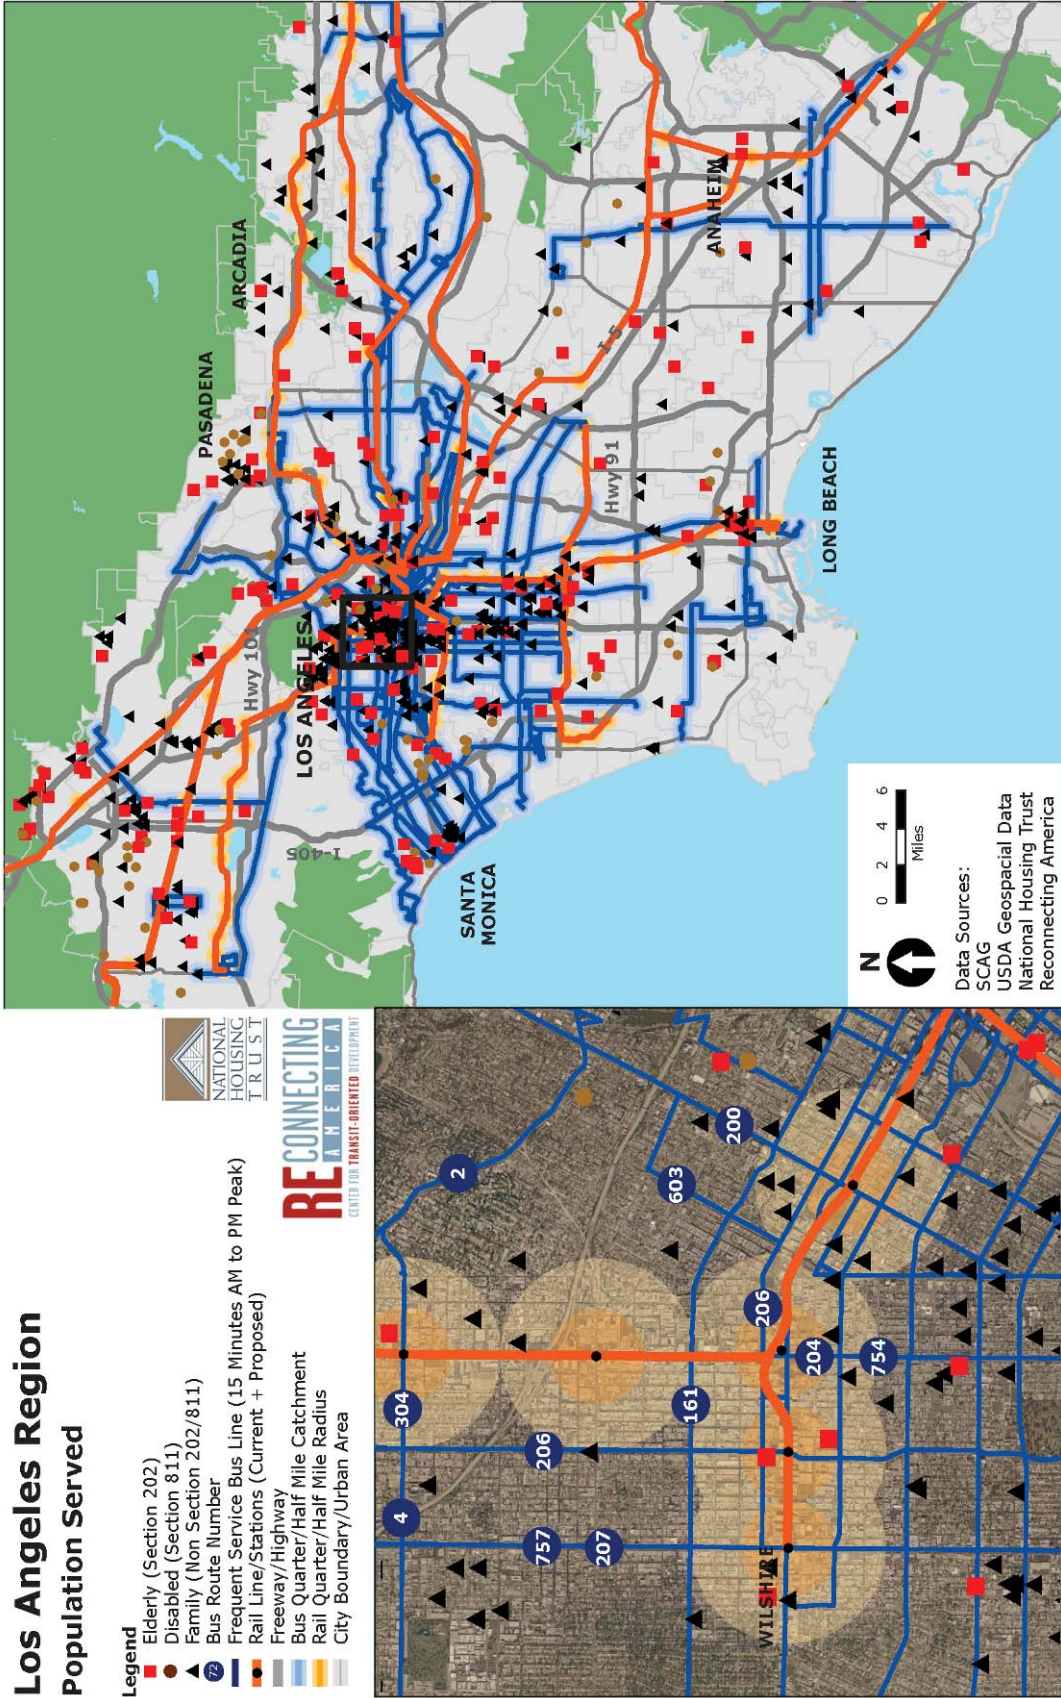 Los Angeles Region
Population Served
Legend
Elderly (Section 202)
Disabled (Section 811)
Family (Non Section 202/811)
72 Bus Route Number
Frequent Service Bus Line (15 Minutes AM to PM Peak)
Rail Line/Stations (Current + Proposed)
Freeway/Highway
Bus Quarter/Half Mile Catchment
Rail Quarter/Half Mile Radius
City Boundary/Urban Area
NATIONAL
HOUSING
TRUST
RECONNECTING
AMERICA
CENTER FOR TRANSIT-ORIENTED DEVELOPMENT
4
304
2
757
206
207
161
603
200
206
204
754
WILSHIRE
PASADENA
ARCADIA
Hwy 101
LOS ANGELES
I-405
SANTA
MONICA
I-5
Hwy 91
ANAHEIM
LONG BEACH
N
0 2 4 6
Miles
Data Sources:
SCAG
USDA Geospacial Data
National Housing Trust
Reconnecting America